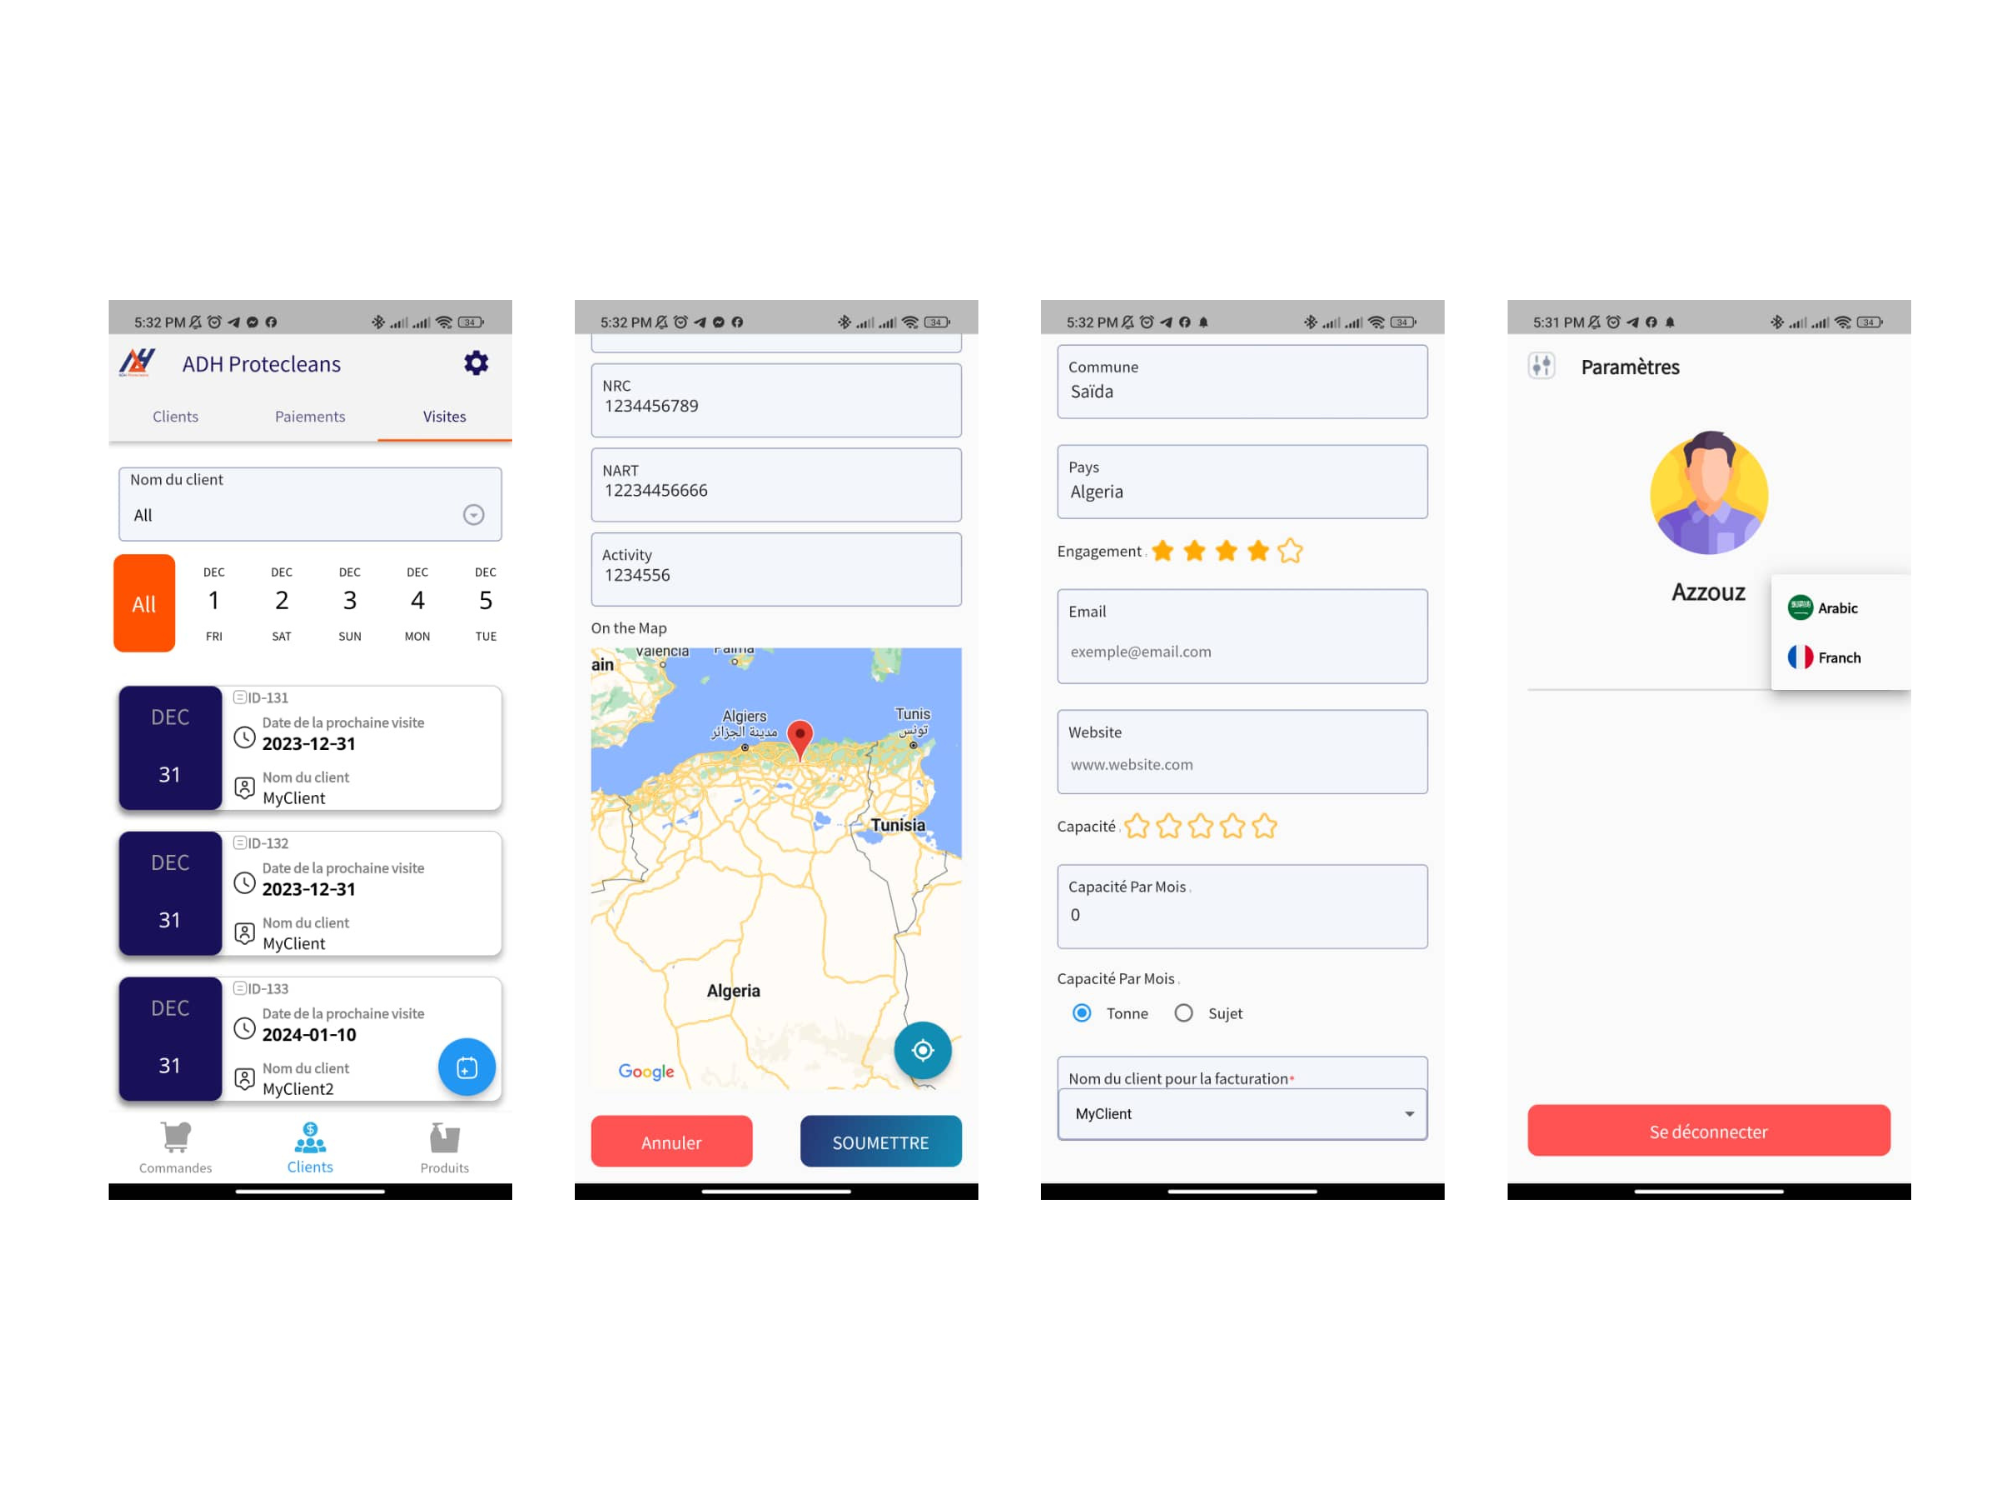 5:32 PM
34
ADH Protecleans
Clients
Paiements
Visites
Nom du client
All
All
DEC
1
FRI
DEC
2
SAT
DEC
3
SUN
DEC
4
MON
DEC
5
TUE
DEC
31
ID-131
Date de la prochaine visite
2023-12-31
Nom du client
MyClient
DEC
31
ID-132
Date de la prochaine visite
2023-12-31
Nom du client
MyClient
DEC
31
ID-133
Date de la prochaine visite
2024-01-10
Nom du client
MyClient2
Commandes
Clients
Produits
5:32 PM
34
NRC
1234456789
NART
12234456666
Activity
1234556
On the Map
ain
Valencia
Palma
Algiers
مدينة الجزائر
Tunis
تونس
Tunisia
Algeria
Google
Annuler
SOUMETTRE
5:32 PM
34
Commune
Saïda
Pays
Algeria
Engagement
Email
exemple@email.com
Website
www.website.com
Capacité
Capacité Par Mois
0
Capacité Par Mois
Tonne
Sujet
Nom du client pour la facturation*
MyClient
5:31 PM
34
Paramètres
Azzouz
Arabic
Franch
Se déconnecter